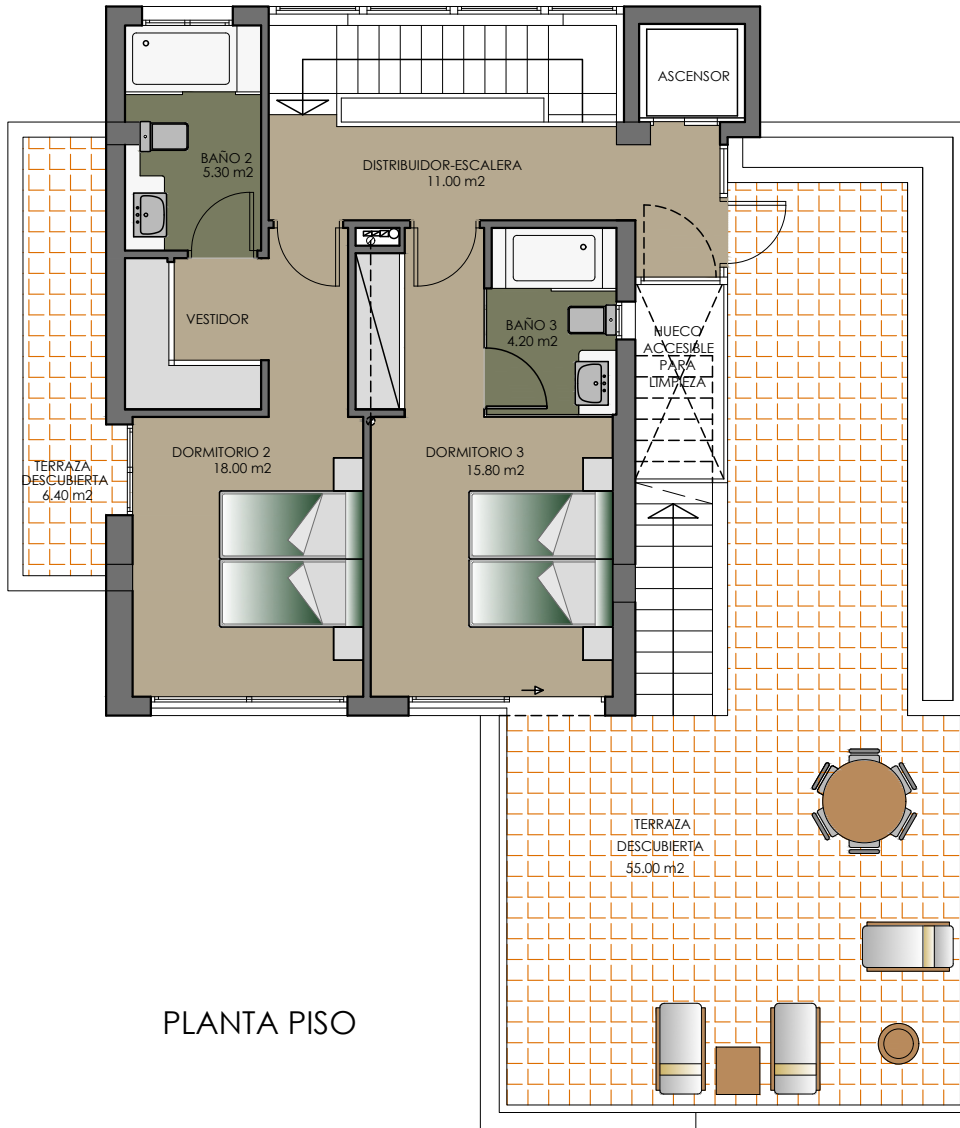 ASCENSOR
BAÑO 2
5.30 m2
DISTRIBUIDOR-ESCALERA
11.00 m2
VESTIDOR
BAÑO 3
4.20 m2
HUECO
ACCESIBLE
PARA
LIMPIEZA
DORMITORIO 2
18.00 m2
DORMITORIO 3
15.80 m2
TERRAZA
DESCUBIERTA
6.40 m2
TERRAZA
DESCUBIERTA
55.00 m2
PLANTA PISO